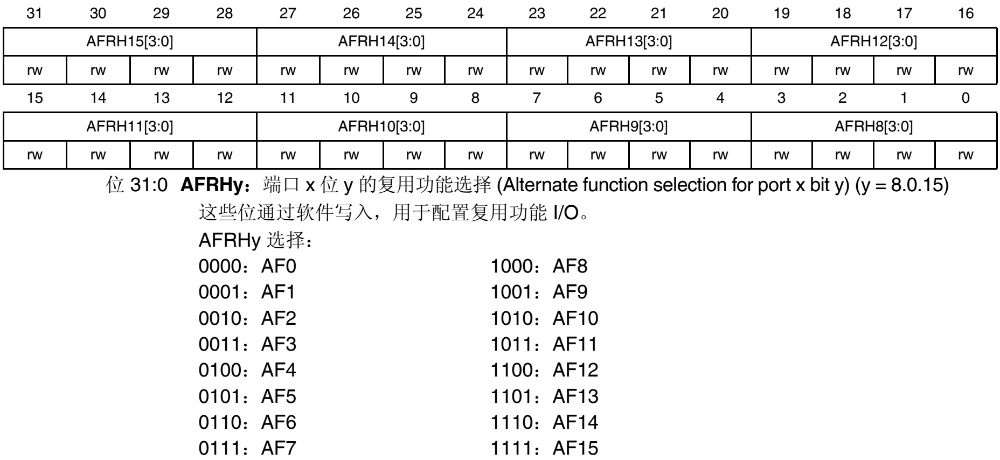 31 30 29 28 27 26 25 24 23 22 21 20 19 18 17 16
AFRH15[3:0] AFRH14[3:0] AFRH13[3:0] AFRH12[3:0]
rw rw rw rw rw rw rw rw rw rw rw rw rw rw rw rw
15 14 13 12 11 10 9 8 7 6 5 4 3 2 1 0
AFRH11[3:0] AFRH10[3:0] AFRH9[3:0] AFRH8[3:0]
rw rw rw rw rw rw rw rw rw rw rw rw rw rw rw rw
位 31:0 AFRHy：端口 x 位 y 的复用功能选择 (Alternate function selection for port x bit y) (y = 8.0.15)
这些位通过软件写入，用于配置复用功能 I/O。
AFRHy 选择：
0000：AF0 1000：AF8
0001：AF1 1001：AF9
0010：AF2 1010：AF10
0011：AF3 1011：AF11
0100：AF4 1100：AF12
0101：AF5 1101：AF13
0110：AF6 1110：AF14
0111：AF7 1111：AF15